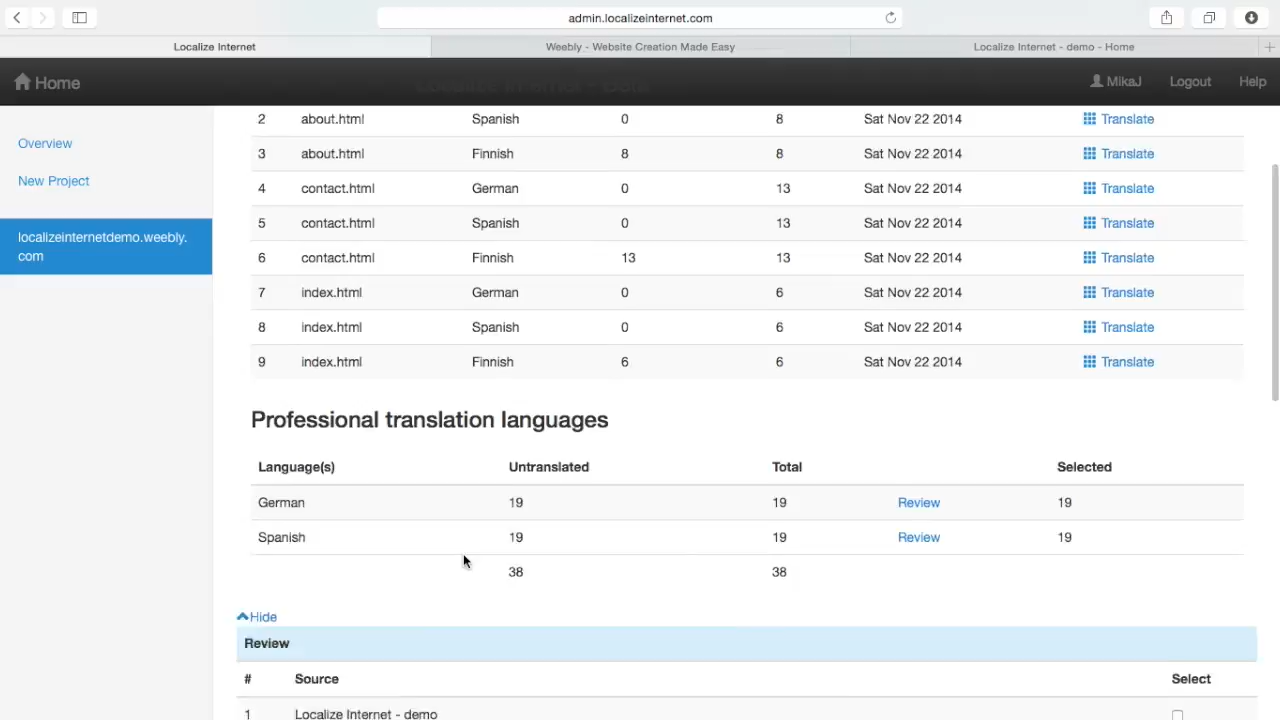 admin.localizeinternet.com
Localize Internet
Weebly - Website Creation Made Easy
Localize Internet - demo - Home
Home
MikaJ
Logout
Help
Overview
New Project
localizeinternetdemo.weebly.
com
2 about.html Spanish 0 8 Sat Nov 22 2014 Translate
3 about.html Finnish 8 8 Sat Nov 22 2014 Translate
4 contact.html German 0 13 Sat Nov 22 2014 Translate
5 contact.html Spanish 0 13 Sat Nov 22 2014 Translate
6 contact.html Finnish 13 13 Sat Nov 22 2014 Translate
7 index.html German 0 6 Sat Nov 22 2014 Translate
8 index.html Spanish 0 6 Sat Nov 22 2014 Translate
9 index.html Finnish 6 6 Sat Nov 22 2014 Translate
Professional translation languages
Language(s) Untranslated Total Selected
German 19 19 Review 19
Spanish 19 19 Review 19
38 38
Hide
Review
# Source Select
1 Localize Internet - demo